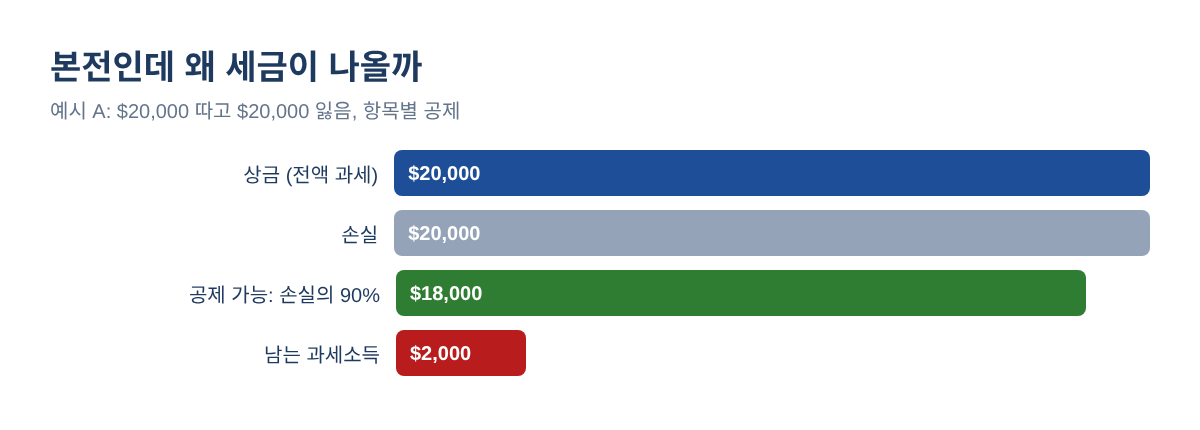 본전인데 왜 세금이 나올까
예시 A: $20,000 따고 $20,000 잃음, 항목별 공제
상금 (전액 과세) $20,000
손실 $20,000
공제 가능: 손실의 90% $18,000
남는 과세소득 $2,000